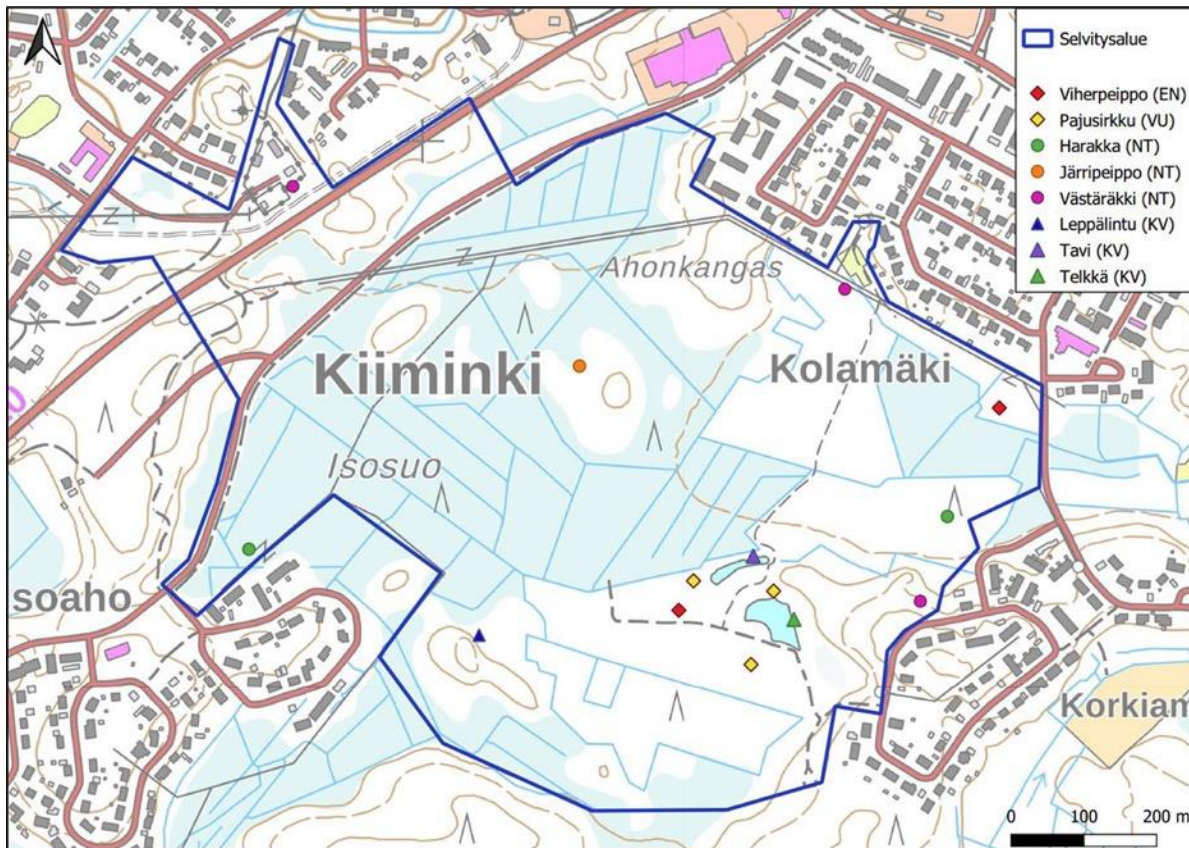 Selvitysalue
Viherpeippo (EN)
Pajusirkku (VU)
Harakka (NT)
Järripeippo (NT)
Västäräkki (NT)
Leppälintu (KV)
Tavi (KV)
Telkkä (KV)
Ahonkangas
Kiiminki
Kolamäki
Isosuo
soaho
Korkiam
0 100 200 m